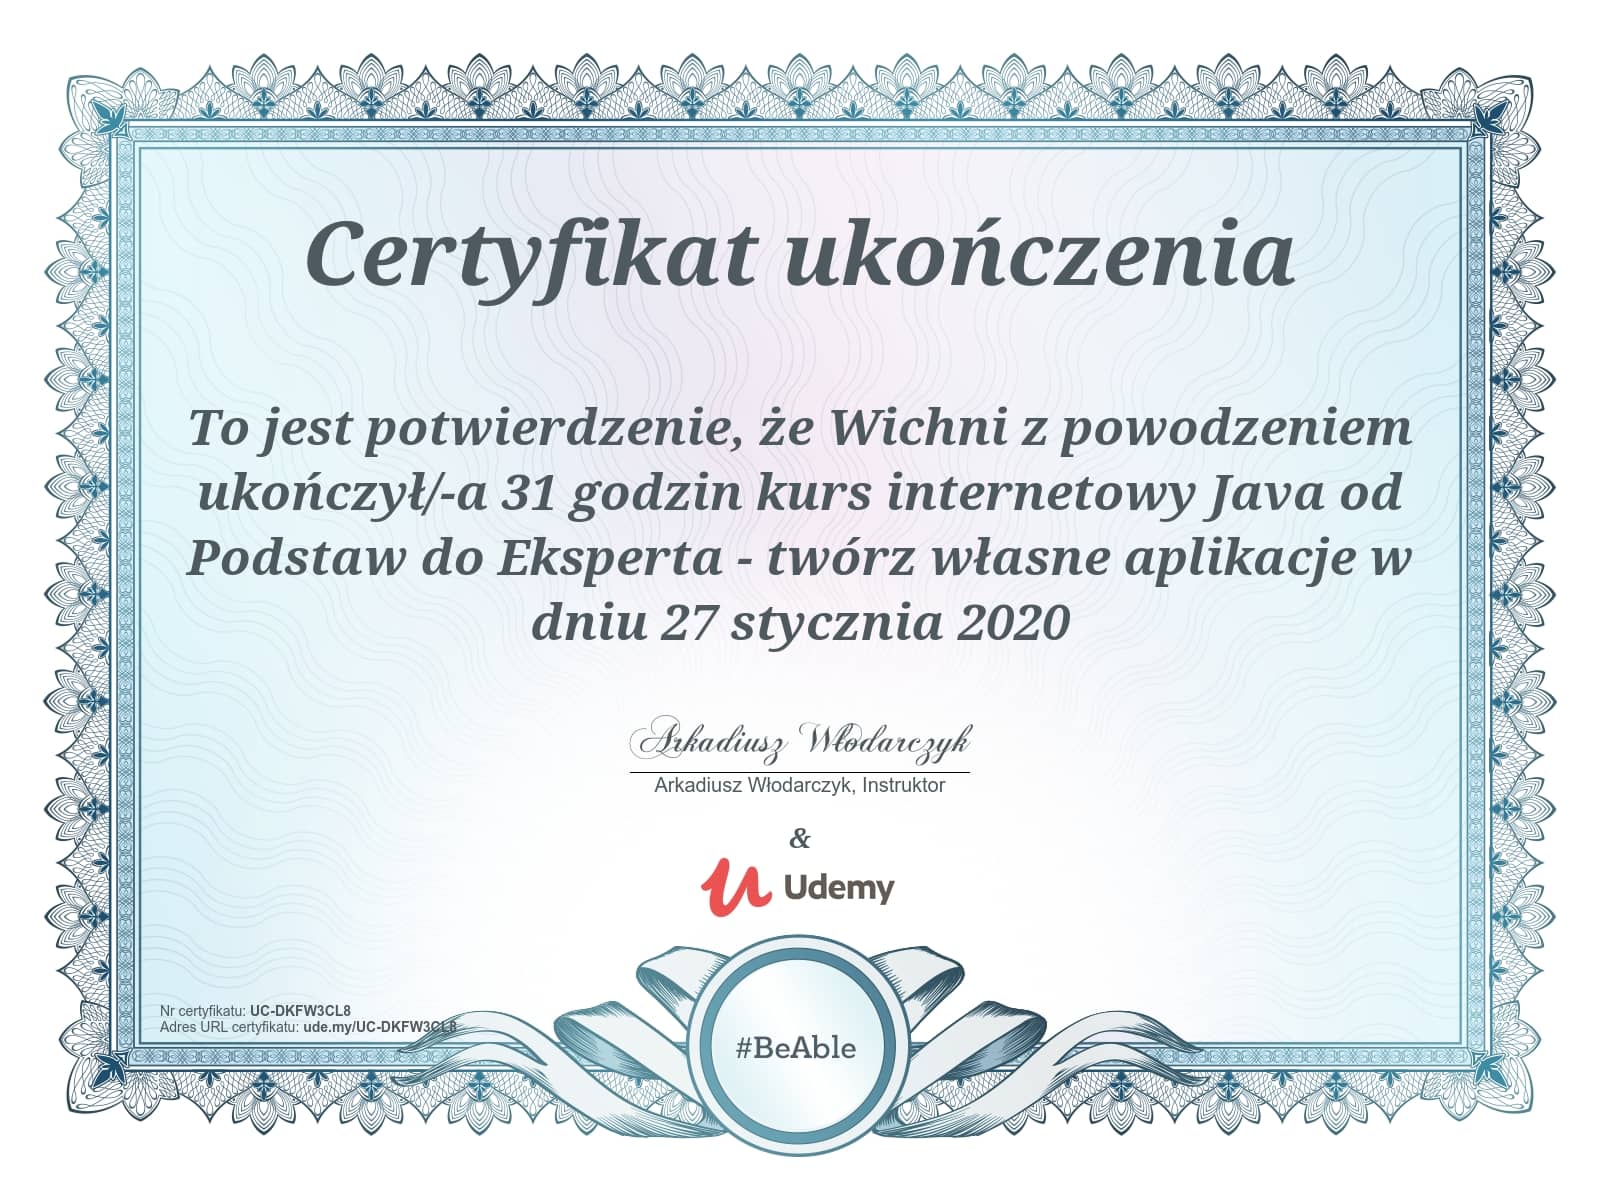 Certyfikat ukończenia
To jest potwierdzenie, że Wichni z powodzeniem
ukończył/-a 31 godzin kurs internetowy Java od
Podstaw do Eksperta - twórz własne aplikacje w
dniu 27 stycznia 2020
Arkadiusz Włodarczyk
Arkadiusz Włodarczyk, Instruktor
&
Udemy
Nr certyfikatu: UC-DKFW3CL8
Adres URL certyfikatu: ude.my/UC-DKFW3CL8
#BeAble